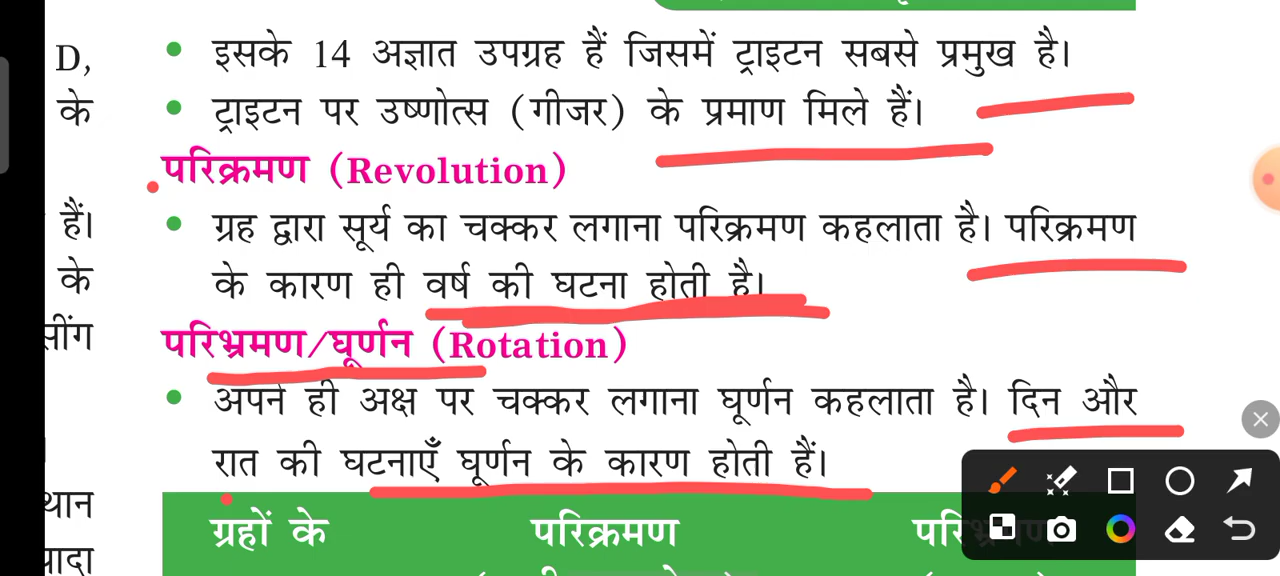 D,
के
हैं।
के
सींग
थान
यादा
इसके 14 अज्ञात उपग्रह हैं जिसमें ट्राइटन सबसे प्रमुख है।
ट्राइटन पर उष्णोत्स (गीजर) के प्रमाण मिले हैं।
परिक्रमण (Revolution)
ग्रह द्वारा सूर्य का चक्कर लगाना परिक्रमण कहलाता है। परिक्रमण
के कारण ही वर्ष की घटना होती है।
परिभ्रमण/घूर्णन (Rotation)
अपने ही अक्ष पर चक्कर लगाना घूर्णन कहलाता है। दिन और
रात की घटनाएँ घूर्णन के कारण होती हैं।
ग्रहों के परिक्रमण परिभ्रमण